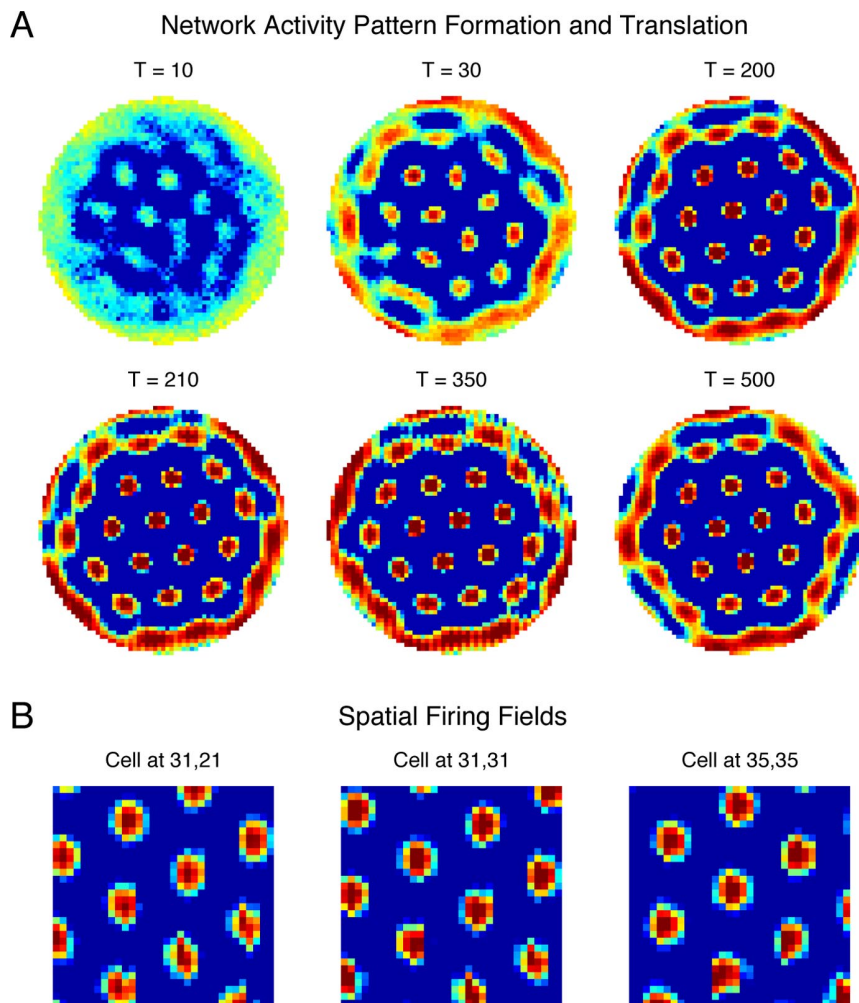 A
Network Activity Pattern Formation and Translation
T = 10
T = 30
T = 200
T = 210
T = 350
T = 500
B
Spatial Firing Fields
Cell at 31,21
Cell at 31,31
Cell at 35,35